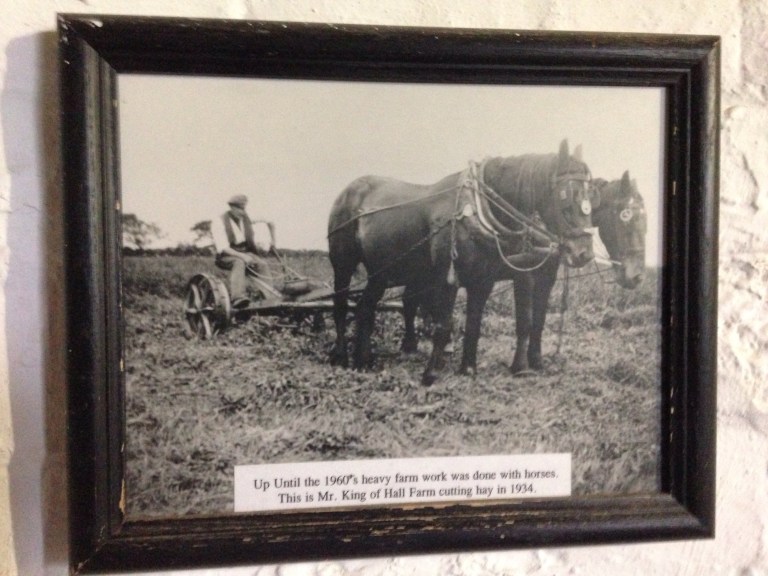 Up Until the 1960"s heavy farm work was done with horses.
This is Mr. King of Hall Farm cutting hay in 1934.